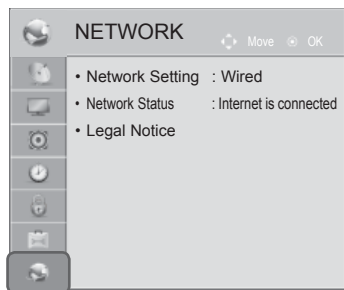 NETWORK
Move OK
• Network Setting : Wired
• Network Status : Internet is connected
• Legal Notice